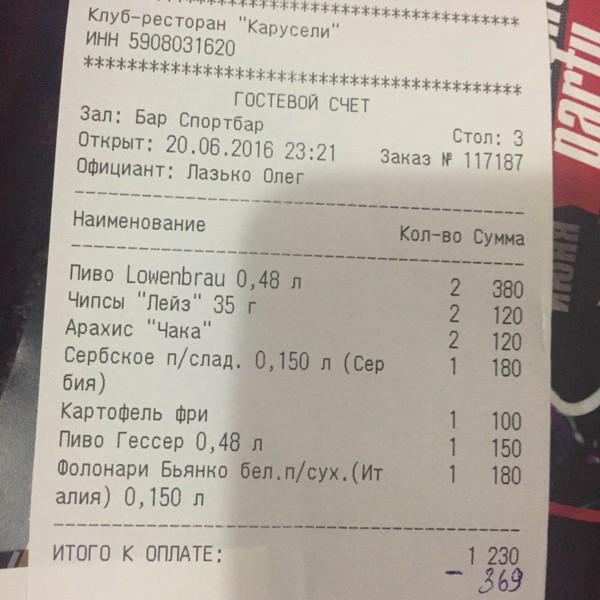 ************************************
Клуб-ресторан "Карусели"
ИНН 5908031620
****************************************
ГОСТЕВОЙ СЧЕТ
Зал: Бар Спортбар Стол: 3
Открыт: 20.06.2016 23:21 Заказ № 117187
Официант: Лазько Олег
Наименование Кол-во Сумма
Пиво Lowenbrau 0,48 л 2 380
Чипсы "Лейз" 35 г 2 120
Арахис "Чака" 2 120
Сербское п/слад. 0,150 л (Сер 1 180
бия)
Картофель фри 1 100
Пиво Гессер 0,48 л 1 150
Фолонари Бьянко бел.п/сух.(Ит 1 180
алия) 0,150 л
ИТОГО К ОПЛАТЕ: 1 230
- 369
party
ИЮНЯ